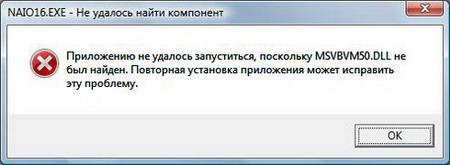 NAIO16.EXE - Не удалось найти компонент
Приложению не удалось запуститься, поскольку MSVBVM50.DLL не
был найден. Повторная установка приложения может исправить
эту проблему.
OK